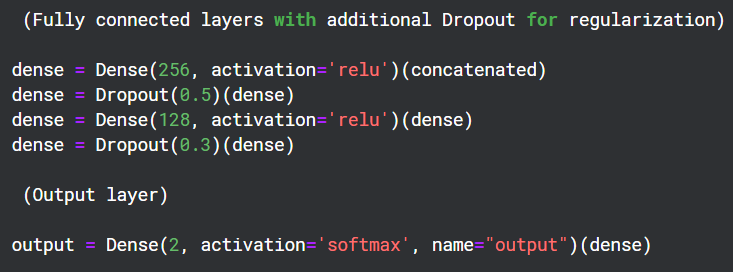 (Fully connected layers with additional Dropout for regularization)
dense = Dense(256, activation='relu')(concatenated)
dense = Dropout(0.5)(dense)
dense = Dense(128, activation='relu')(dense)
dense = Dropout(0.3)(dense)
(Output layer)
output = Dense(2, activation='softmax', name="output")(dense)